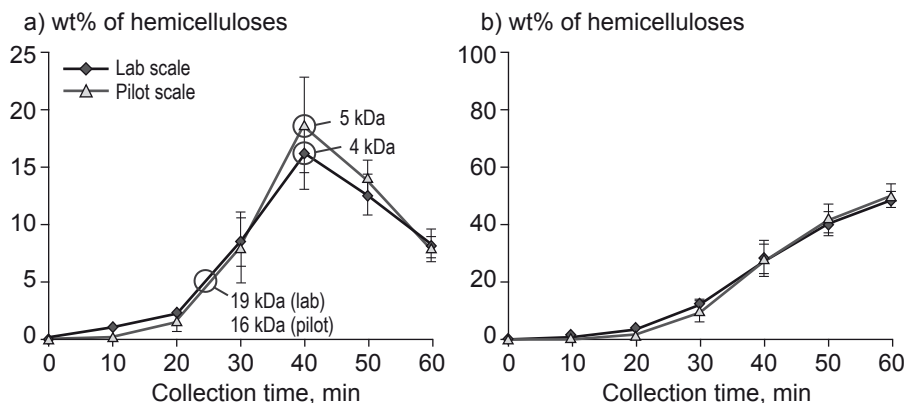 a) wt% of hemicelluloses
25
20
15
10
5
0
Lab scale
Pilot scale
5 kDa
4 kDa
19 kDa (lab)
16 kDa (pilot)
0 10 20 30 40 50 60
Collection time, min
b) wt% of hemicelluloses
100
80
60
40
20
0
0 10 20 30 40 50 60
Collection time, min